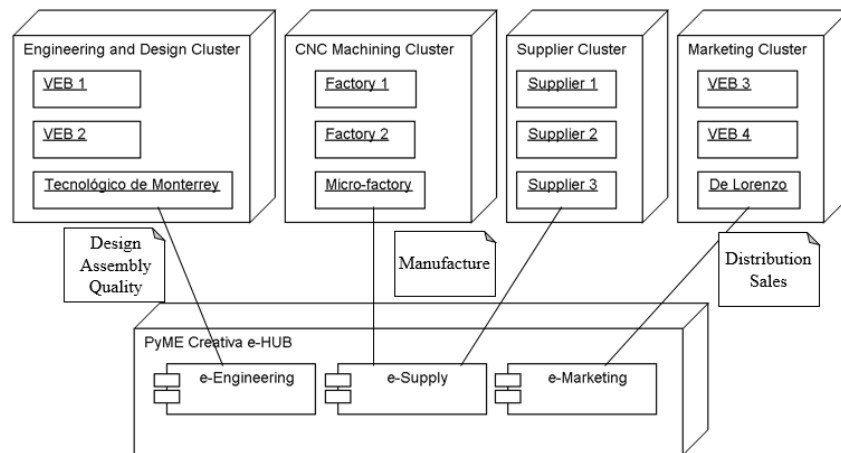 Engineering and Design Cluster
VEB 1
VEB 2
Tecnológico de Monterrey
CNC Machining Cluster
Factory 1
Factory 2
Micro-factory
Supplier Cluster
Supplier 1
Supplier 2
Supplier 3
Marketing Cluster
VEB 3
VEB 4
De Lorenzo
Design
Assembly
Quality
Manufacture
Distribution
Sales
PyME Creativa e-HUB
e-Engineering
e-Supply
e-Marketing